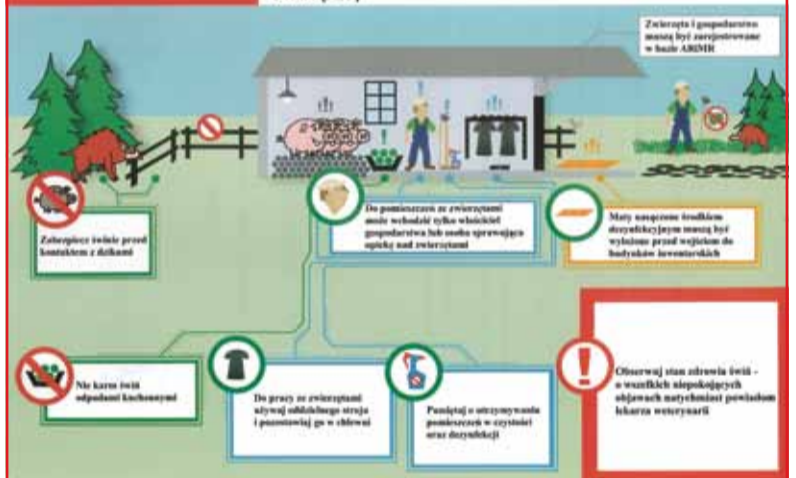 Zwierzęta i gospodarstwo
muszą być zarejestrowane
w bazie ARiMR
Zabezpiecz świnie przed
kontaktem z dzikami
Do pomieszczeń ze zwierzętami
może wchodzić tylko właściciel
gospodarstwa lub osoba sprawująca
opiekę nad zwierzętami
Maty nasączone środkiem
dezynfekcyjnym muszą być
wyłożone przed wejściem do
budynków inwentarskich
Nie karm świń
odpadami kuchennymi
Do pracy ze zwierzętami
używaj oddzielnego stroju
i pozostawiaj go w chlewni
Pamiętaj o utrzymywaniu
pomieszczeń w czystości
oraz dezynfekcji
!
Obserwuj stan zdrowia świń -
o wszelkich niepokojących
objawach natychmiast powiadom
lekarza weterynarii